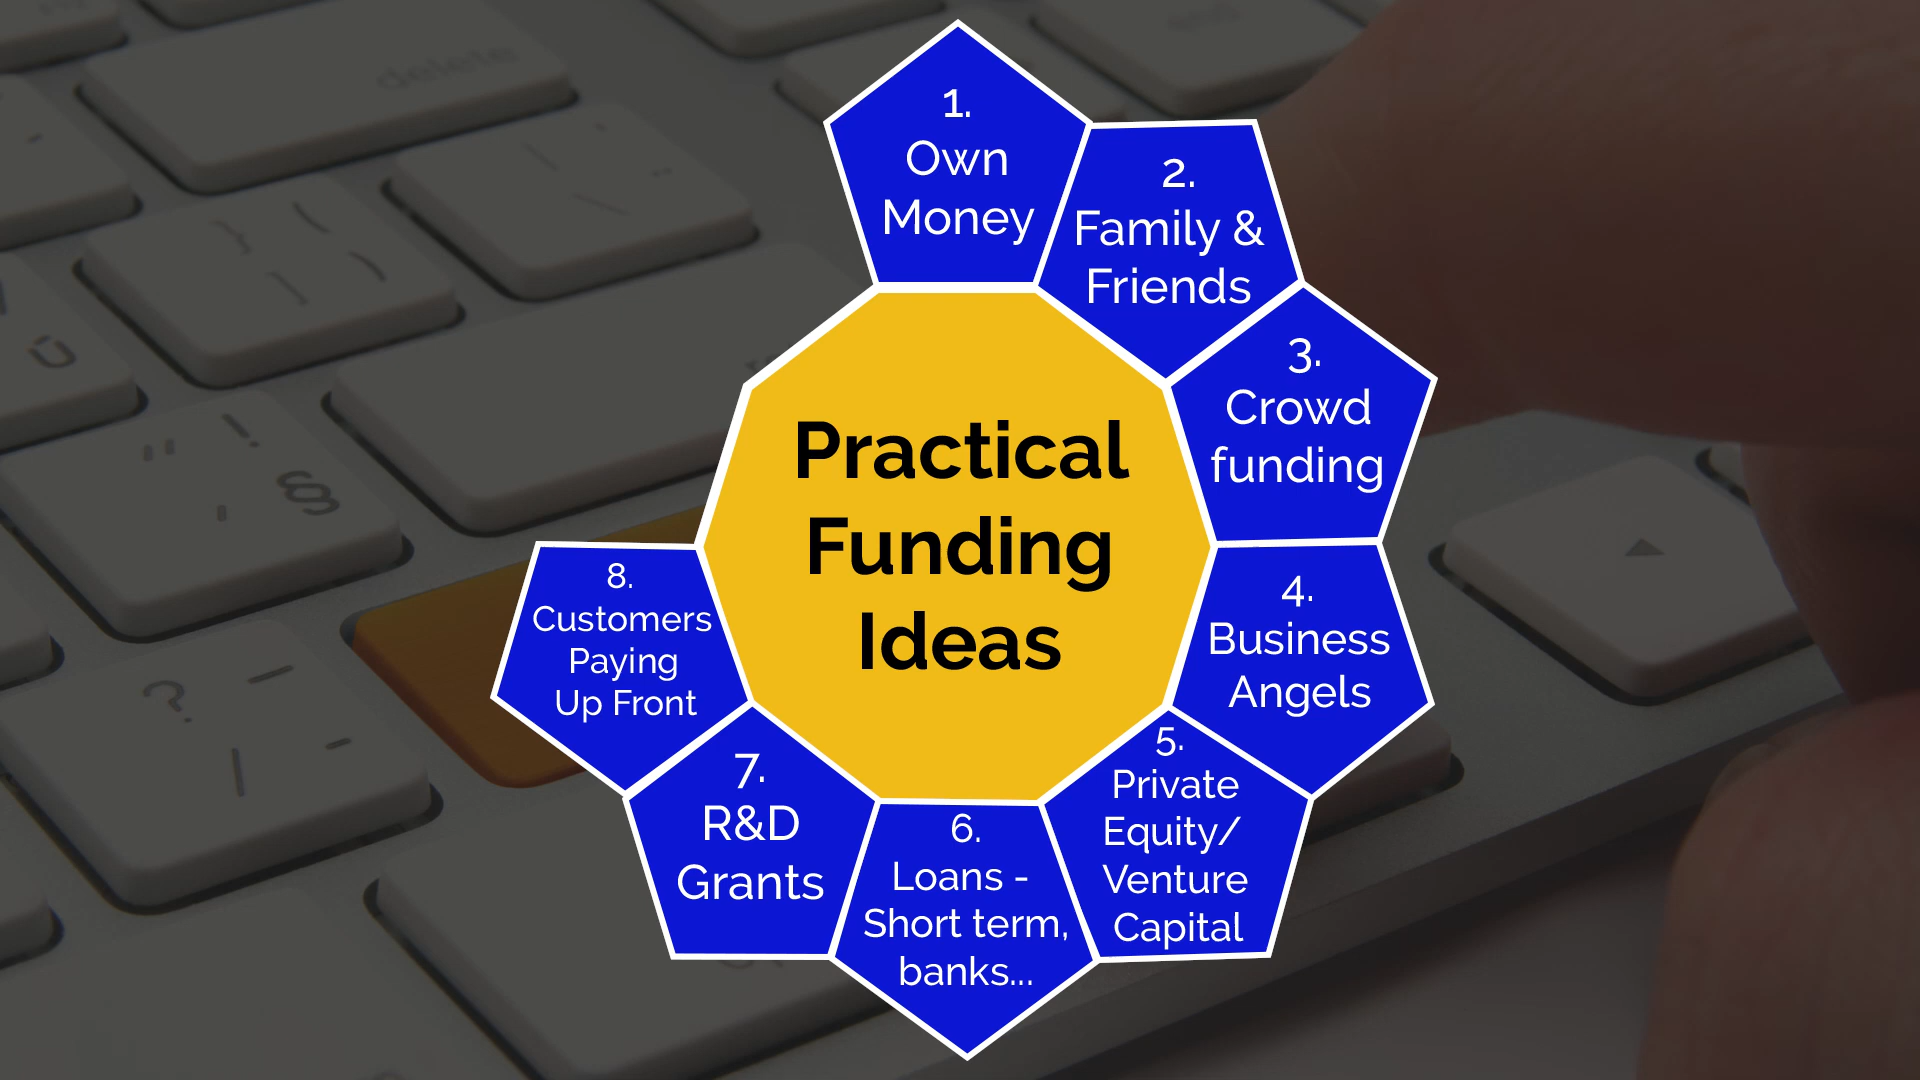 Practical
Funding
Ideas
1.
Own
Money
2.
Family &
Friends
3.
Crowd
funding
4.
Business
Angels
5.
Private
Equity/
Venture
Capital
6.
Loans -
Short term,
banks...
7.
R&D
Grants
8.
Customers
Paying
Up Front
delete